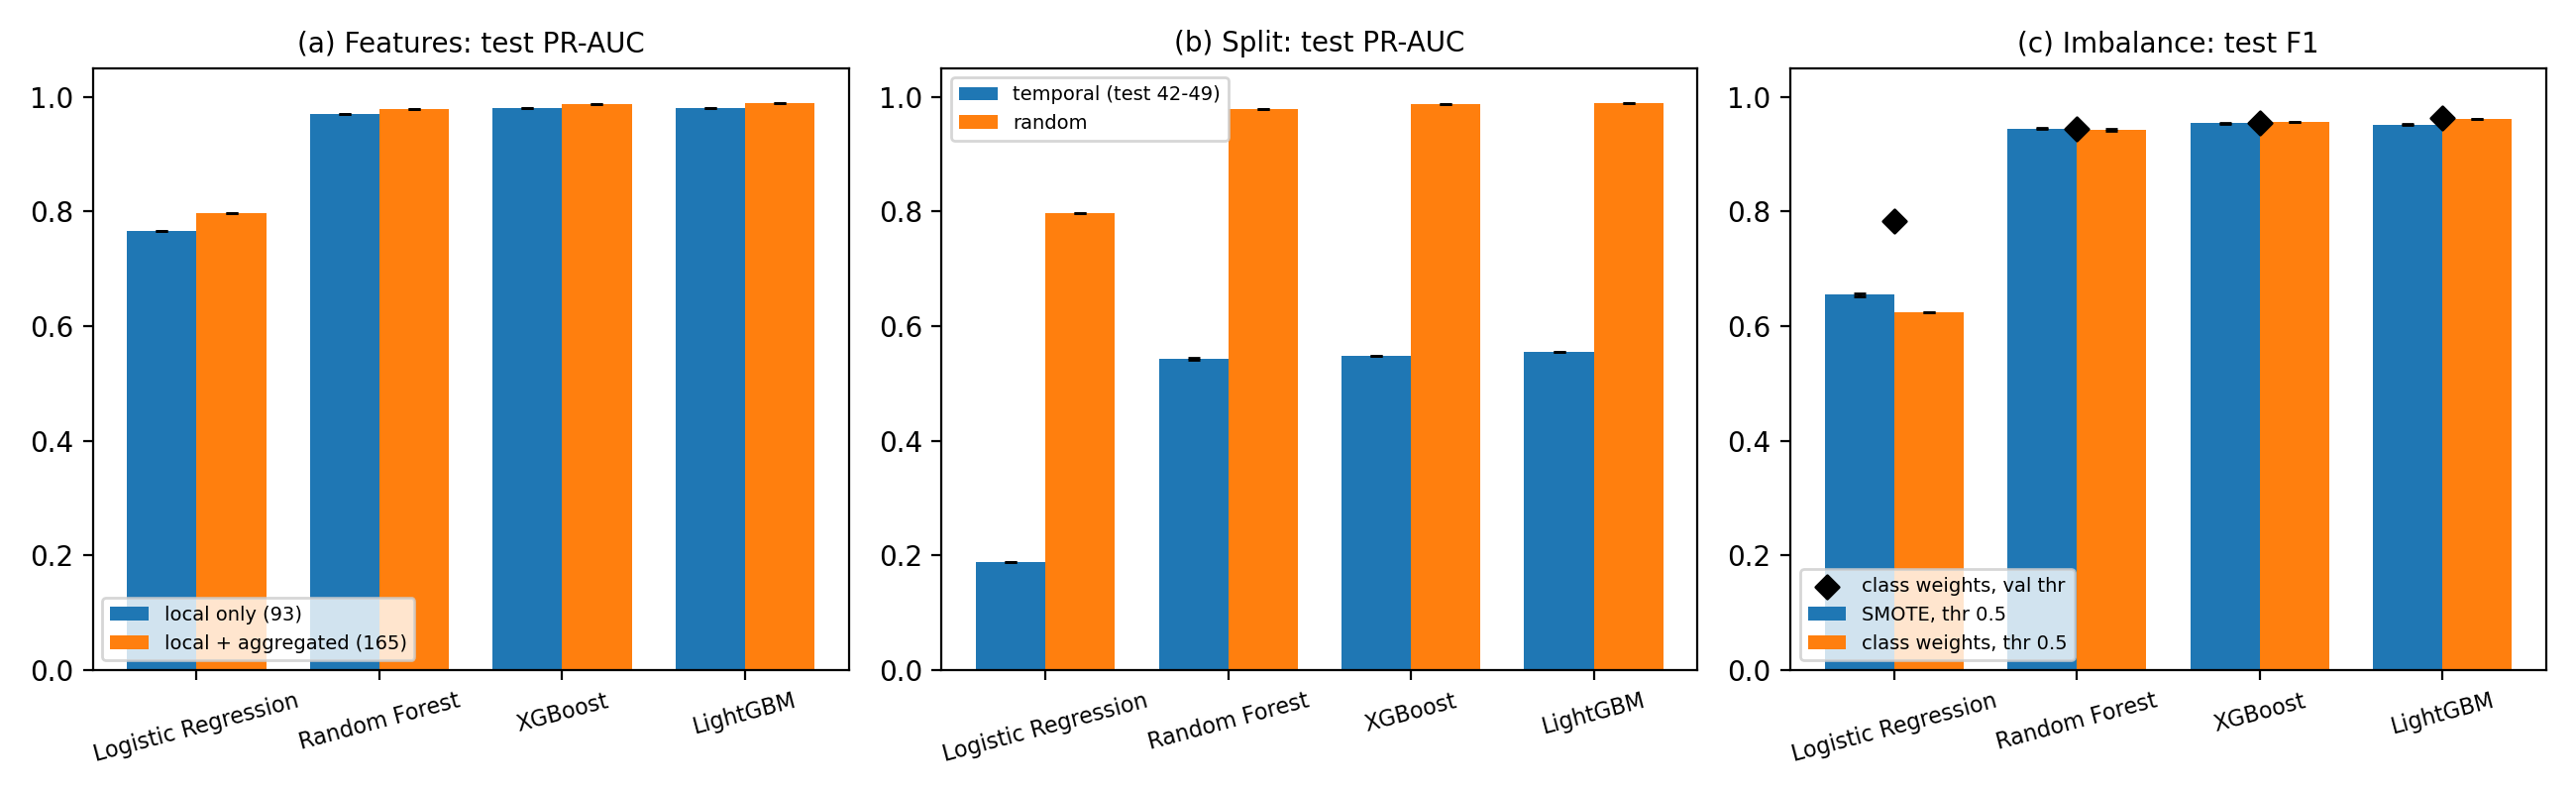 (a) Features: test PR-AUC
1.0
0.8
0.6
0.4
0.2
0.0
local only (93)
local + aggregated (165)
Logistic Regression
Random Forest
XGBoost
LightGBM
(b) Split: test PR-AUC
1.0
0.8
0.6
0.4
0.2
0.0
temporal (test 42-49)
random
Logistic Regression
Random Forest
XGBoost
LightGBM
(c) Imbalance: test F1
1.0
0.8
0.6
0.4
0.2
0.0
class weights, val thr
SMOTE, thr 0.5
class weights, thr 0.5
Logistic Regression
Random Forest
XGBoost
LightGBM